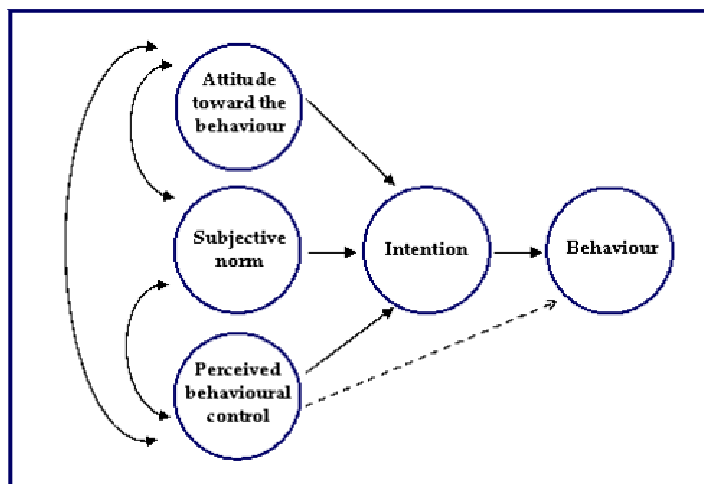 Attitude
toward the
behaviour
Subjective
norm
Intention
Behaviour
Perceived
behavioural
control